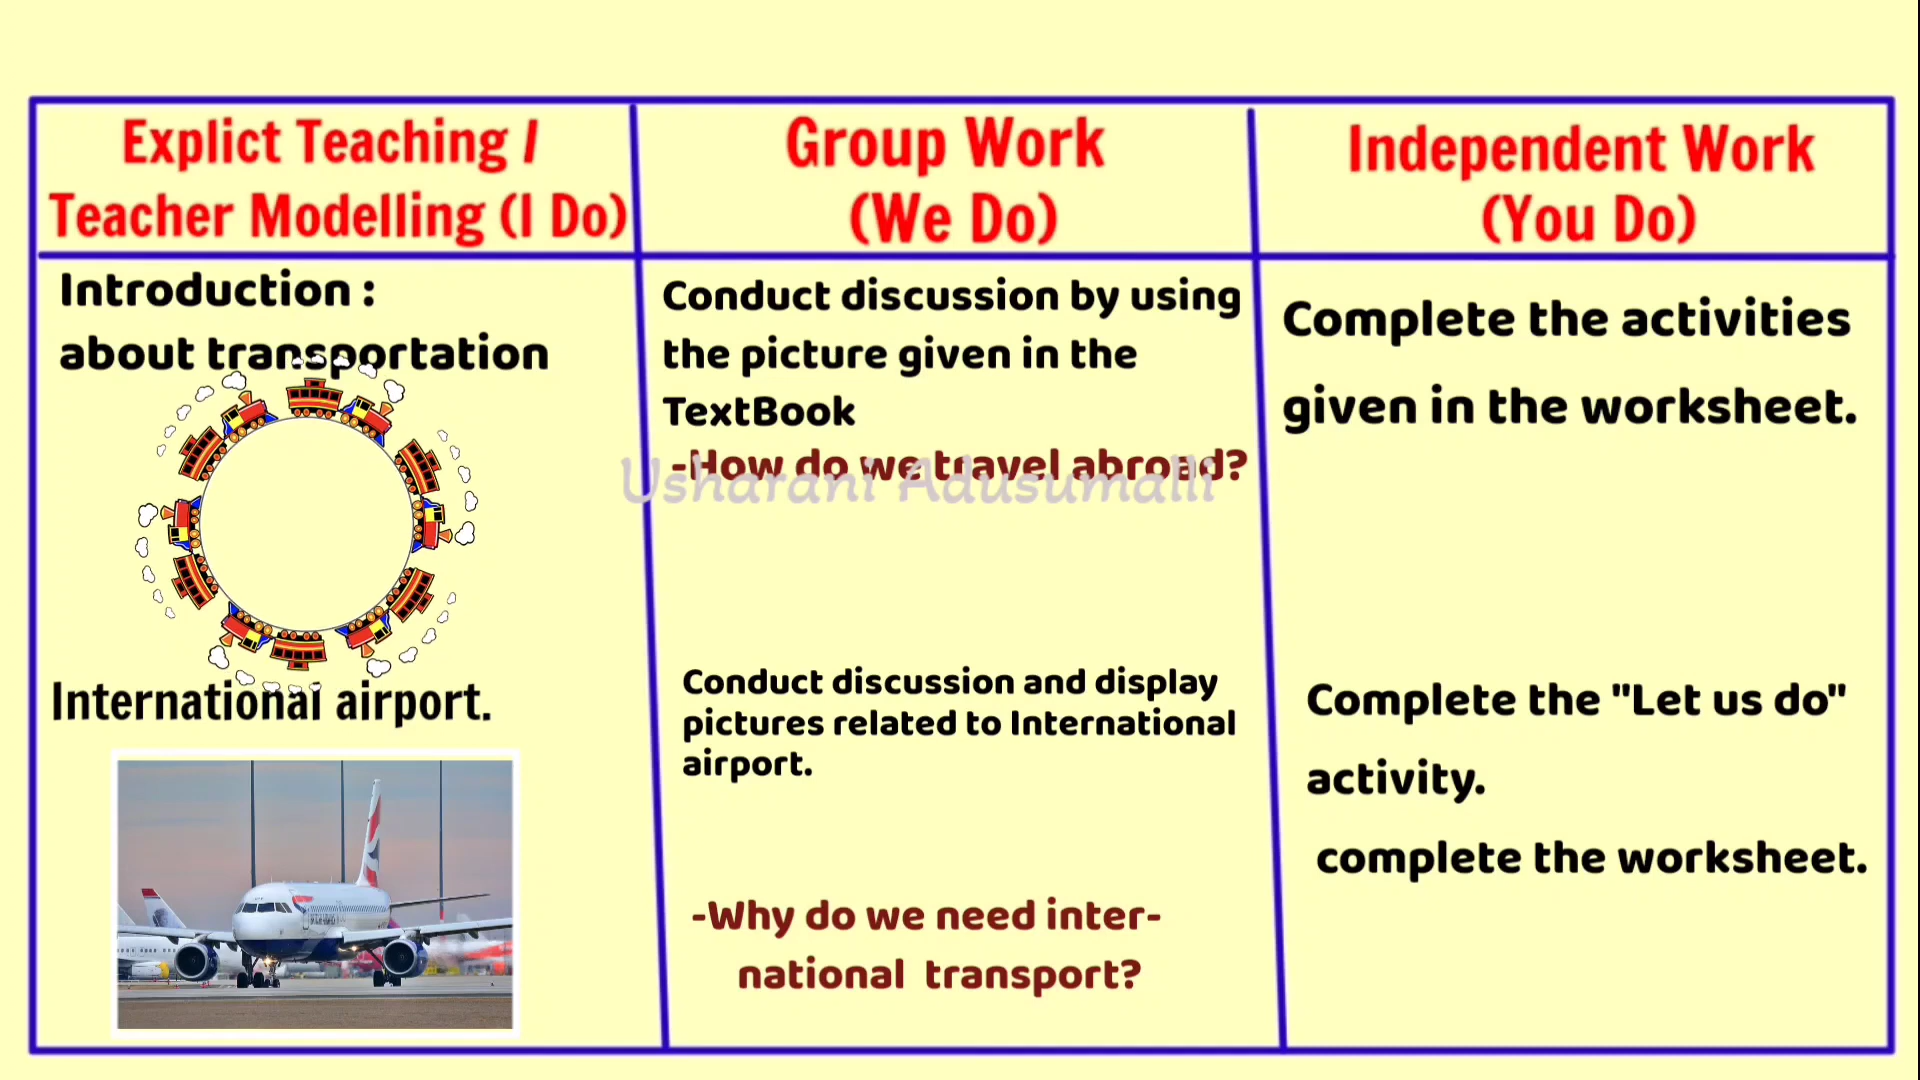 Explict Teaching /
Teacher Modelling (I Do)
Group Work
(We Do)
Independent Work
(You Do)
Introduction :
about transportation
International airport.
Conduct discussion by using
the picture given in the
TextBook
-How do we travel abroad?
Usharani Adusumalli
Conduct discussion and display
pictures related to International
airport.
-Why do we need inter-
national transport?
Complete the activities
given in the worksheet.
Complete the "Let us do"
activity.
complete the worksheet.